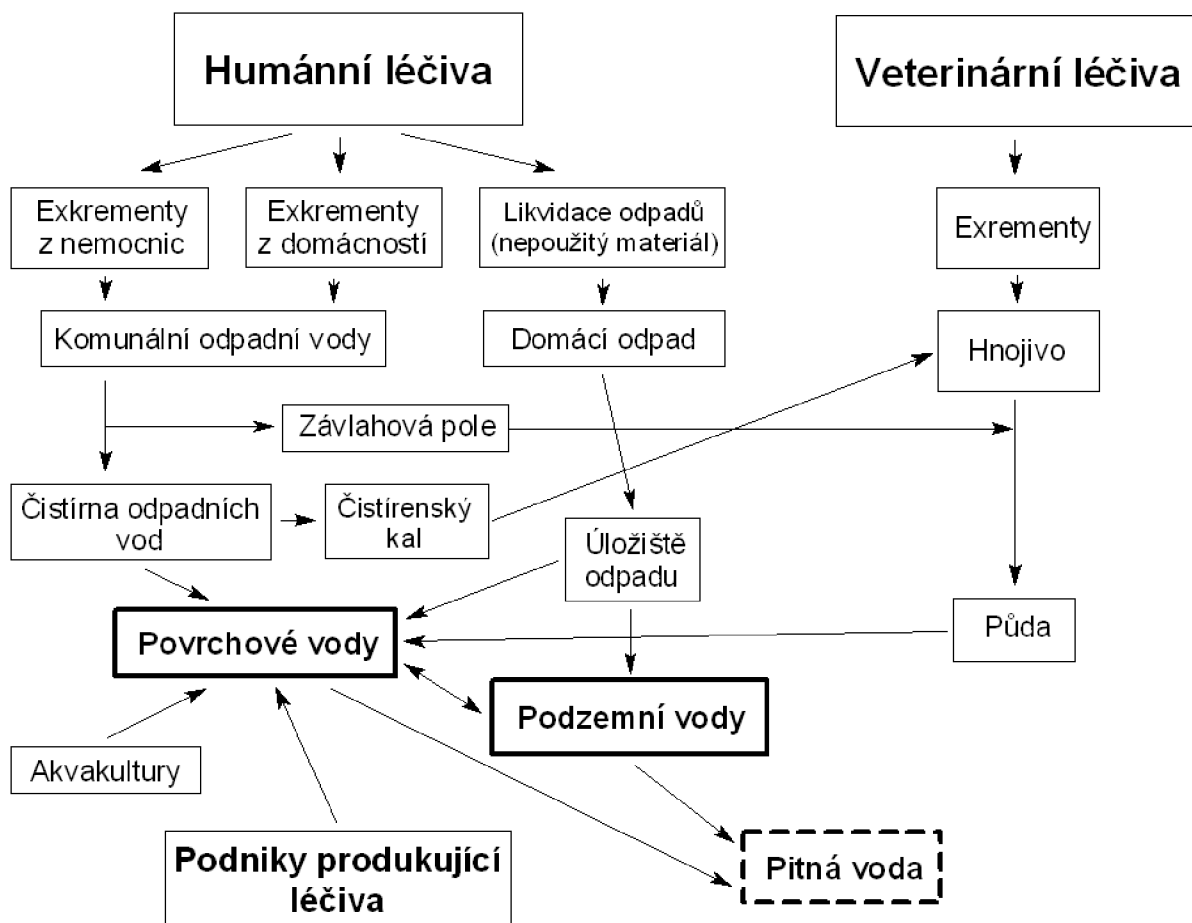 Humánní léčiva
Veterinární léčiva
Exkrementy
z nemocnic
Exkrementy
z domácností
Likvidace odpadů
(nepoužitý materiál)
Exrementy
Komunální odpadní vody
Domácí odpad
Hnojivo
Závlahová pole
Čistírna odpadních
vod
Čistírenský
kal
Úložiště
odpadu
Povrchové vody
Půda
Podzemní vody
Akvakultury
Podniky produkující
léčiva
Pitná voda